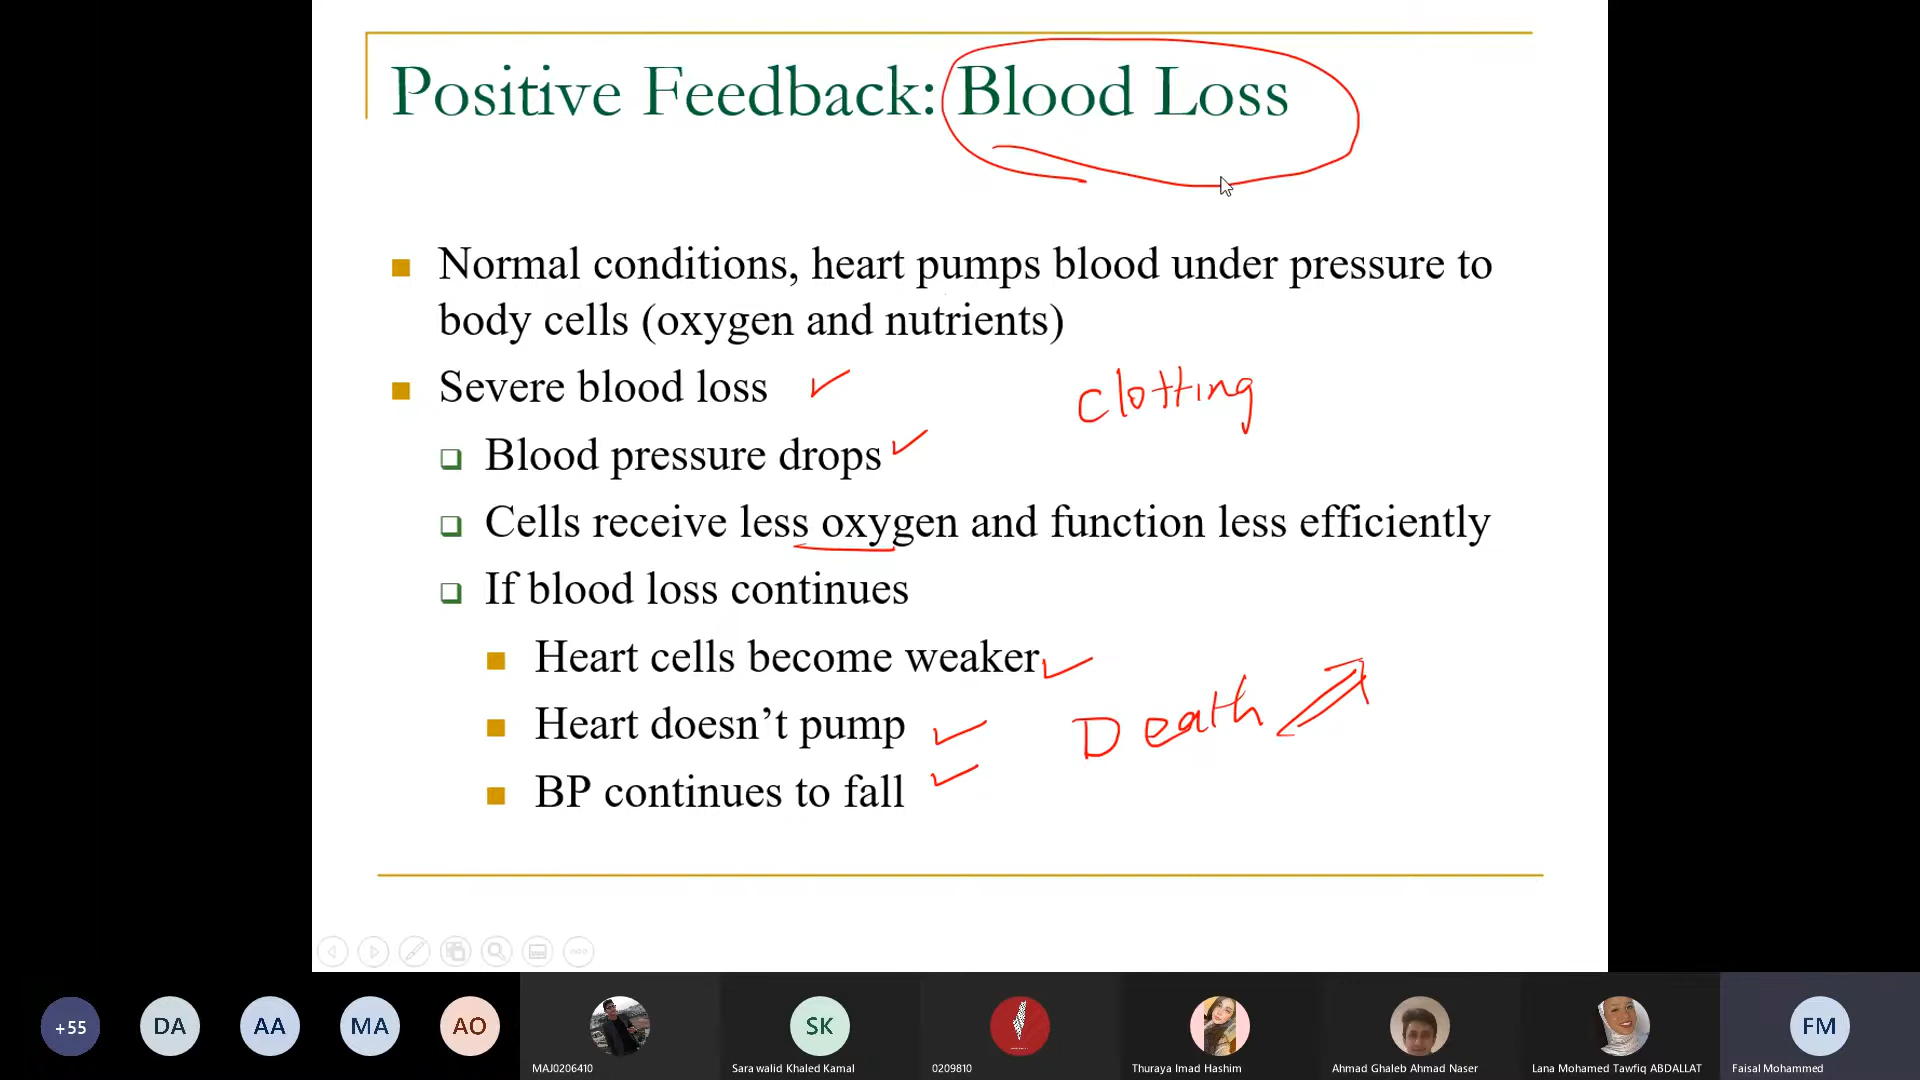 Positive Feedback: Blood Loss
Normal conditions, heart pumps blood under pressure to
body cells (oxygen and nutrients)
Severe blood loss
clotting
Blood pressure drops
Cells receive less oxygen and function less efficiently
If blood loss continues
Heart cells become weaker
Heart doesn’t pump
Death
BP continues to fall
+55
DA
AA
MA
AO
SK
FM
MAJ0206410
Sara walid Khaled Kamal
0209810
Thuraya Imad Hashim
Ahmad Ghaleb Ahmad Naser
Lana Mohamed Tawfiq ABDALLAT
Faisal Mohammed